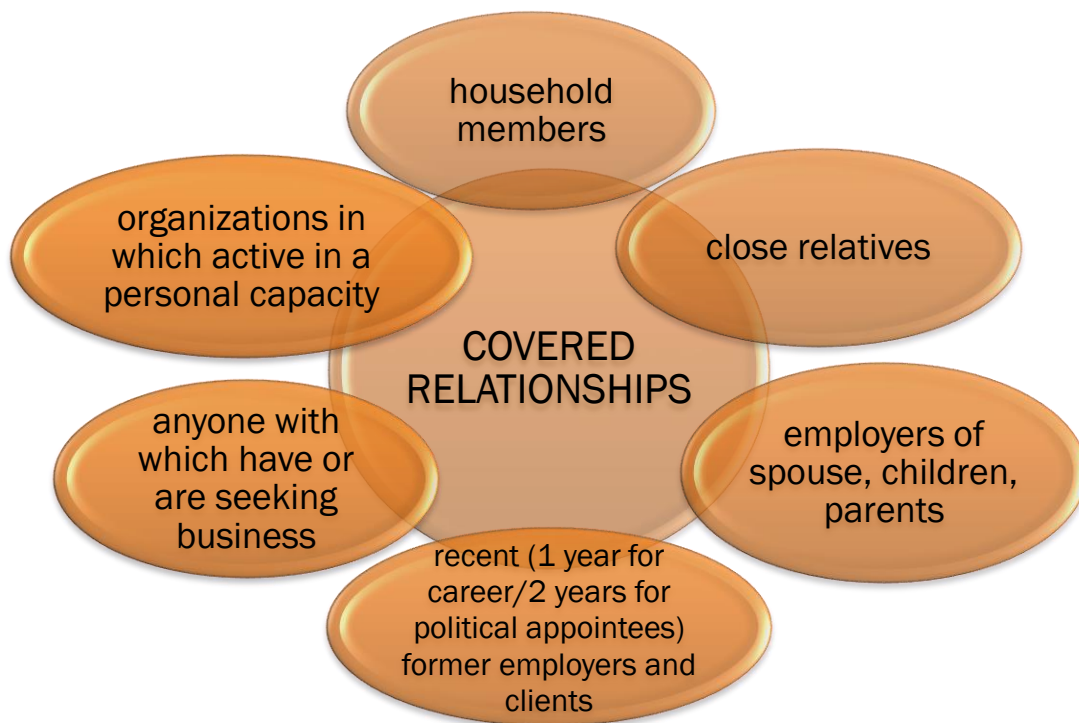 household
members
close relatives
employers of
spouse, children,
parents
recent (1 year for
career/2 years for
political appointees)
former employers and
clients
anyone with
which have or
are seeking
business
organizations in
which active in a
personal capacity
COVERED
RELATIONSHIPS